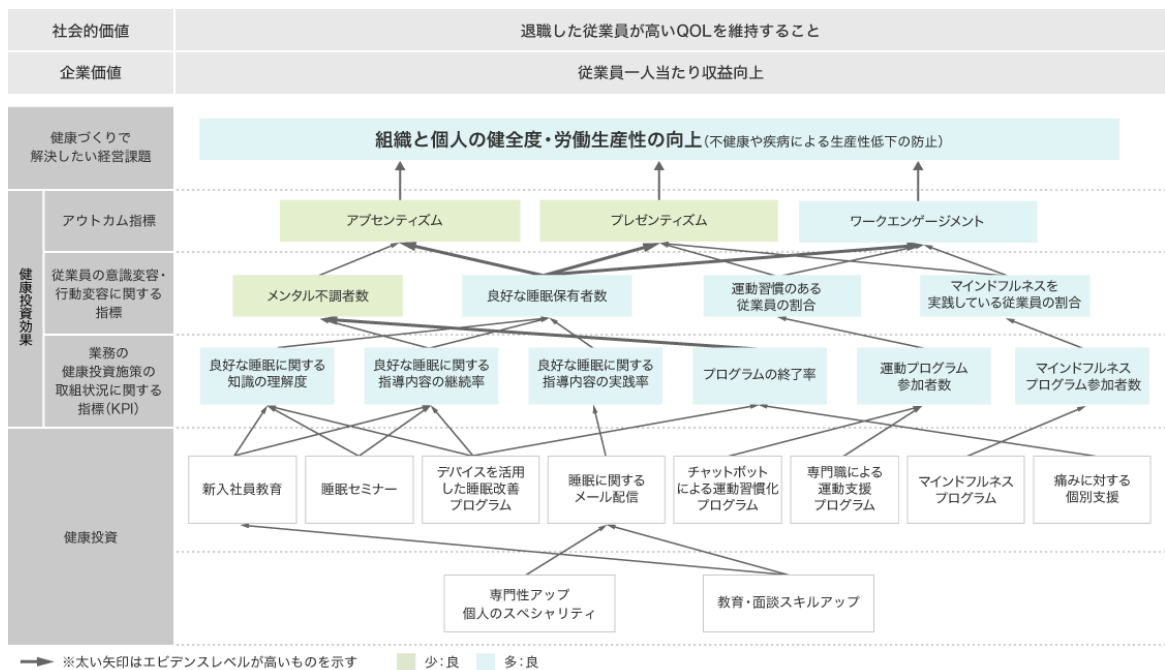 社会的価値
退職した従業員が高いQOLを維持すること
企業価値
従業員一人当たり収益向上
健康づくりで
解決したい経営課題
組織と個人の健全度・労働生産性の向上(不健康や疾病による生産性低下の防止)
健康投資効果
アウトカム指標
アブセンティズム
プレゼンティズム
ワークエンゲージメント
従業員の意識変容・
行動変容に関する
指標
メンタル不調者数
良好な睡眠保有者数
運動習慣のある
従業員の割合
マインドフルネスを
実践している従業員の割合
業務の
健康投資施策の
取組状況に関する
指標(KPI)
良好な睡眠に関する
知識の理解度
良好な睡眠に関する
指導内容の継続率
良好な睡眠に関する
指導内容の実践率
プログラムの終了率
運動プログラム
参加者数
マインドフルネス
プログラム参加者数
健康投資
新入社員教育
睡眠セミナー
デバイスを活用
した睡眠改善
プログラム
睡眠に関する
メール配信
チャットボット
による運動習慣化
プログラム
専門職による
運動支援
プログラム
マインドフルネス
プログラム
痛みに対する
個別支援
専門性アップ
個人のスペシャリティ
教育・面談スキルアップ
※太い矢印はエビデンスレベルが高いものを示す
少:良
多:良